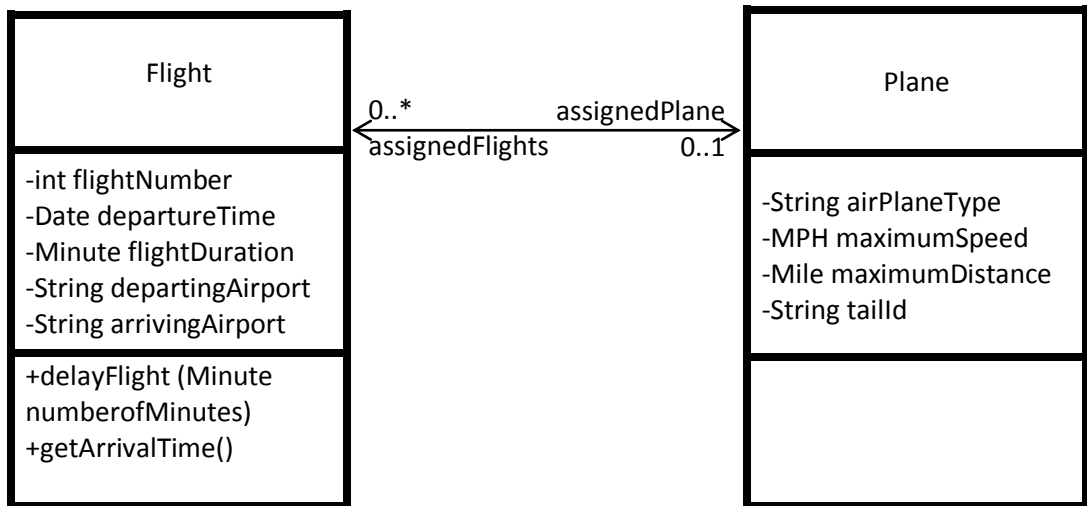 Flight
-int flightNumber
-Date departureTime
-Minute flightDuration
-String departingAirport
-String arrivingAirport
+delayFlight (Minute
numberofMinutes)
+getArrivalTime()
0..*
assignedPlane
assignedFlights
0..1
Plane
-String airPlaneType
-MPH maximumSpeed
-Mile maximumDistance
-String tailId